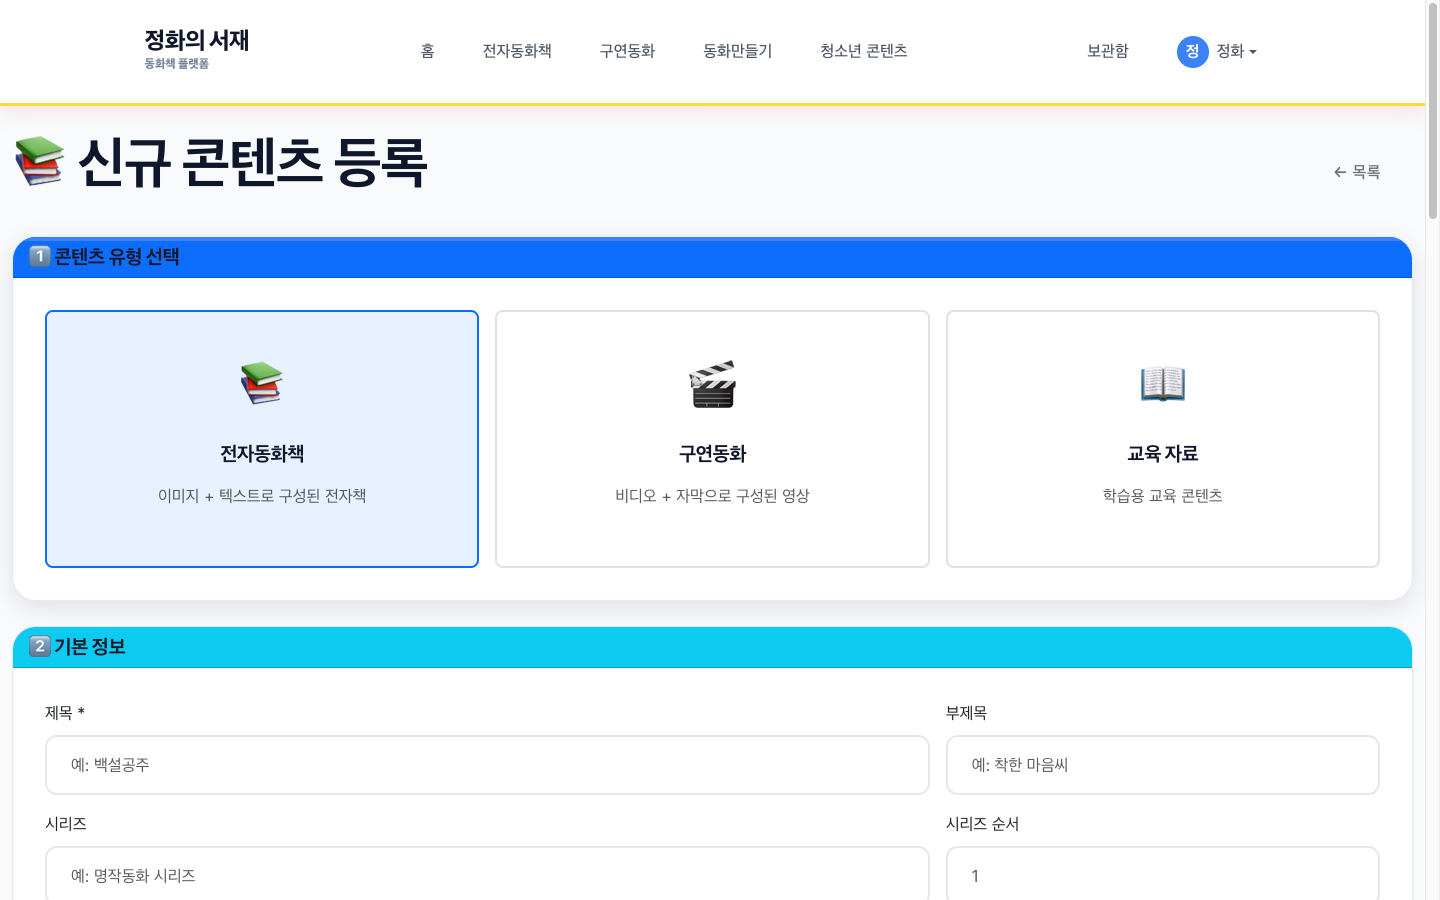 정화의 서재
동화책 플랫폼
홈
전자동화책
구연동화
동화만들기
청소년 콘텐츠
보관함
정 정화
📚 신규 콘텐츠 등록
← 목록
1️⃣ 콘텐츠 유형 선택
전자동화책
이미지 + 텍스트로 구성된 전자책
구연동화
비디오 + 자막으로 구성된 영상
교육 자료
학습용 교육 콘텐츠
2️⃣ 기본 정보
제목 *
예: 백설공주
부제목
예: 착한 마음씨
시리즈
예: 명작동화 시리즈
시리즈 순서
1